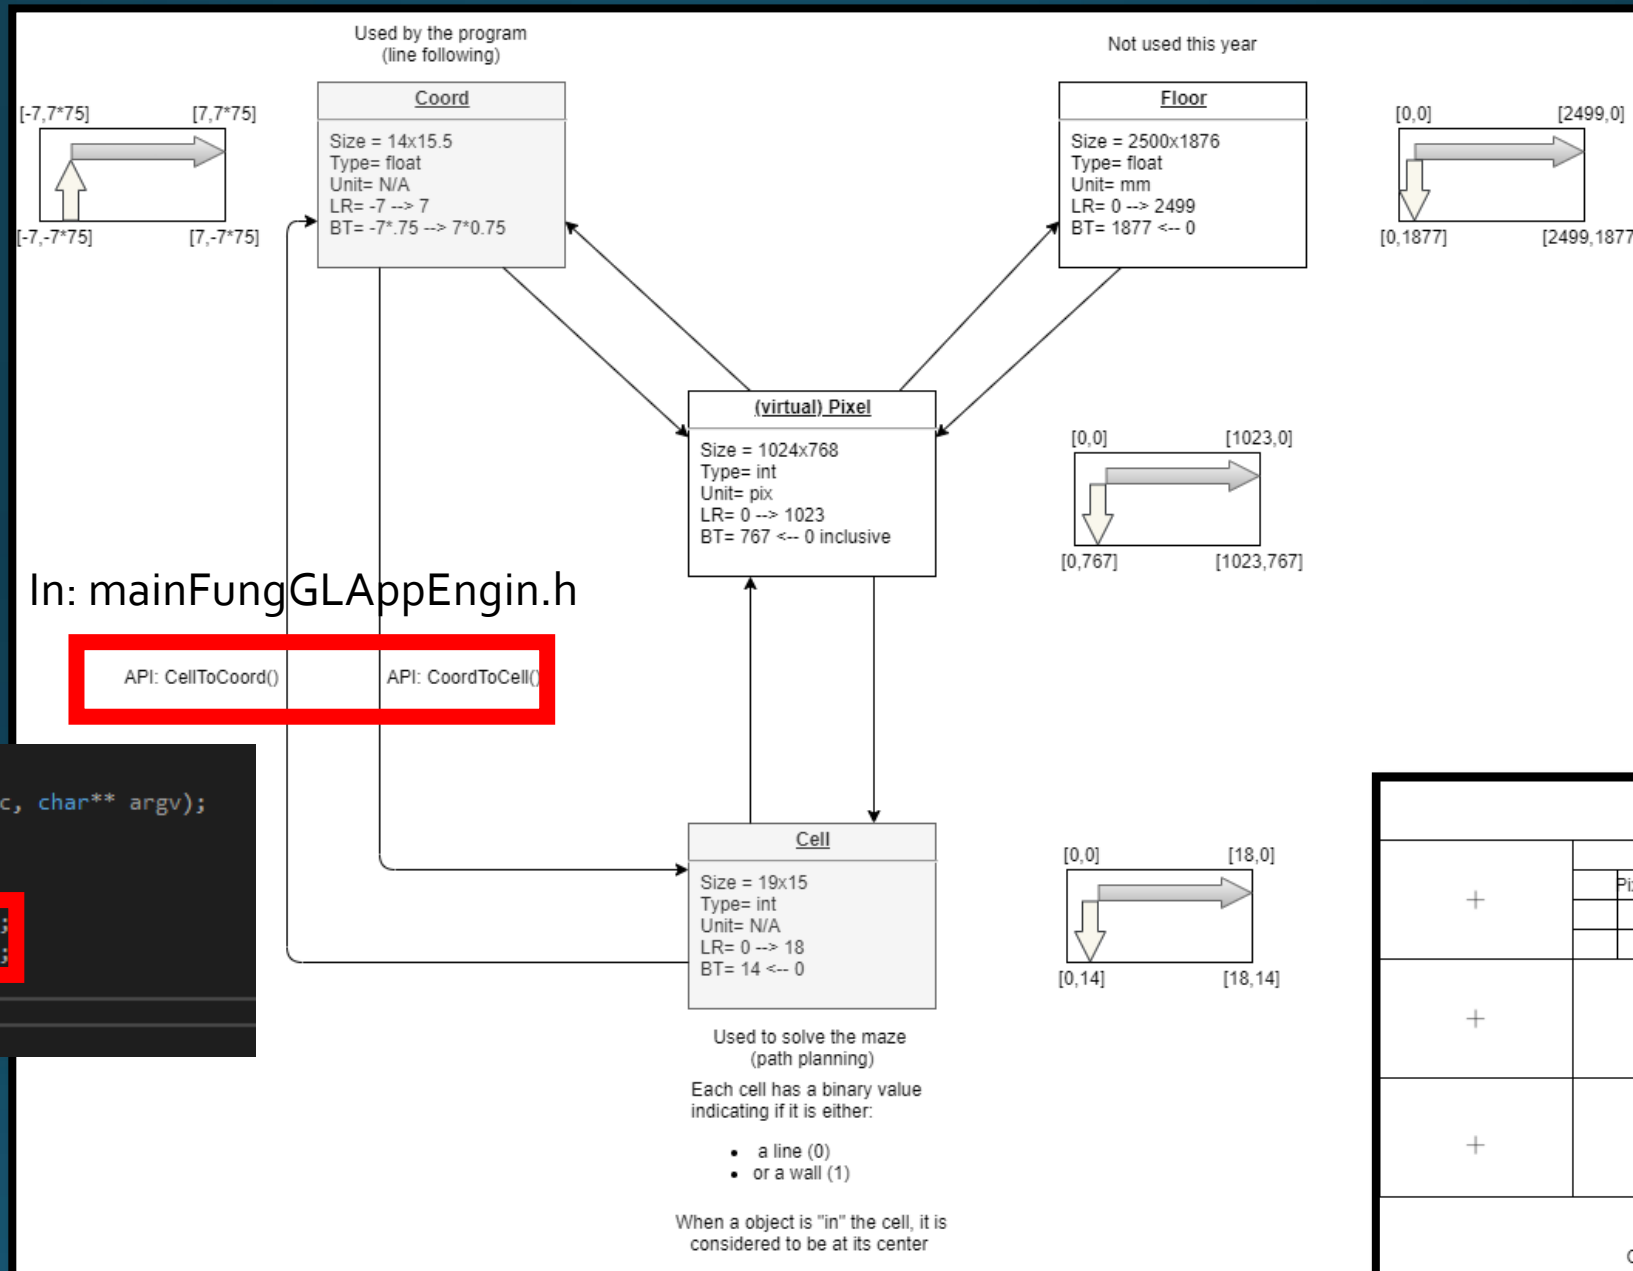 Used by the program
(line following)
Not used this year
[-7,7*75]
[7,7*75]
[-7,-7*75]
[7,-7*75]
Coord
Size = 14x15.5
Type= float
Unit= N/A
LR= -7 --> 7
BT= -7*.75 --> 7*0.75
Floor
Size = 2500x1876
Type= float
Unit= mm
LR= 0 --> 2499
BT= 1877 <-- 0
[0,0]
[2499,0]
[0,1877]
[2499,1877
(virtual) Pixel
Size = 1024x768
Type= int
Unit= pix
LR= 0 --> 1023
BT= 767 <-- 0 inclusive
[0,0]
[1023,0]
[0,767]
[1023,767]
In: mainFungGLAppEngin.h
API: CellToCoord()
API: CoordToCell()
c, char** argv);
;
;
Cell
Size = 19x15
Type= int
Unit= N/A
LR= 0 --> 18
BT= 14 <-- 0
[0,0]
[18,0]
[0,14]
[18,14]
Used to solve the maze
(path planning)
Each cell has a binary value
indicating if it is either:
• a line (0)
• or a wall (1)
When a object is "in" the cell, it is
considered to be at its center